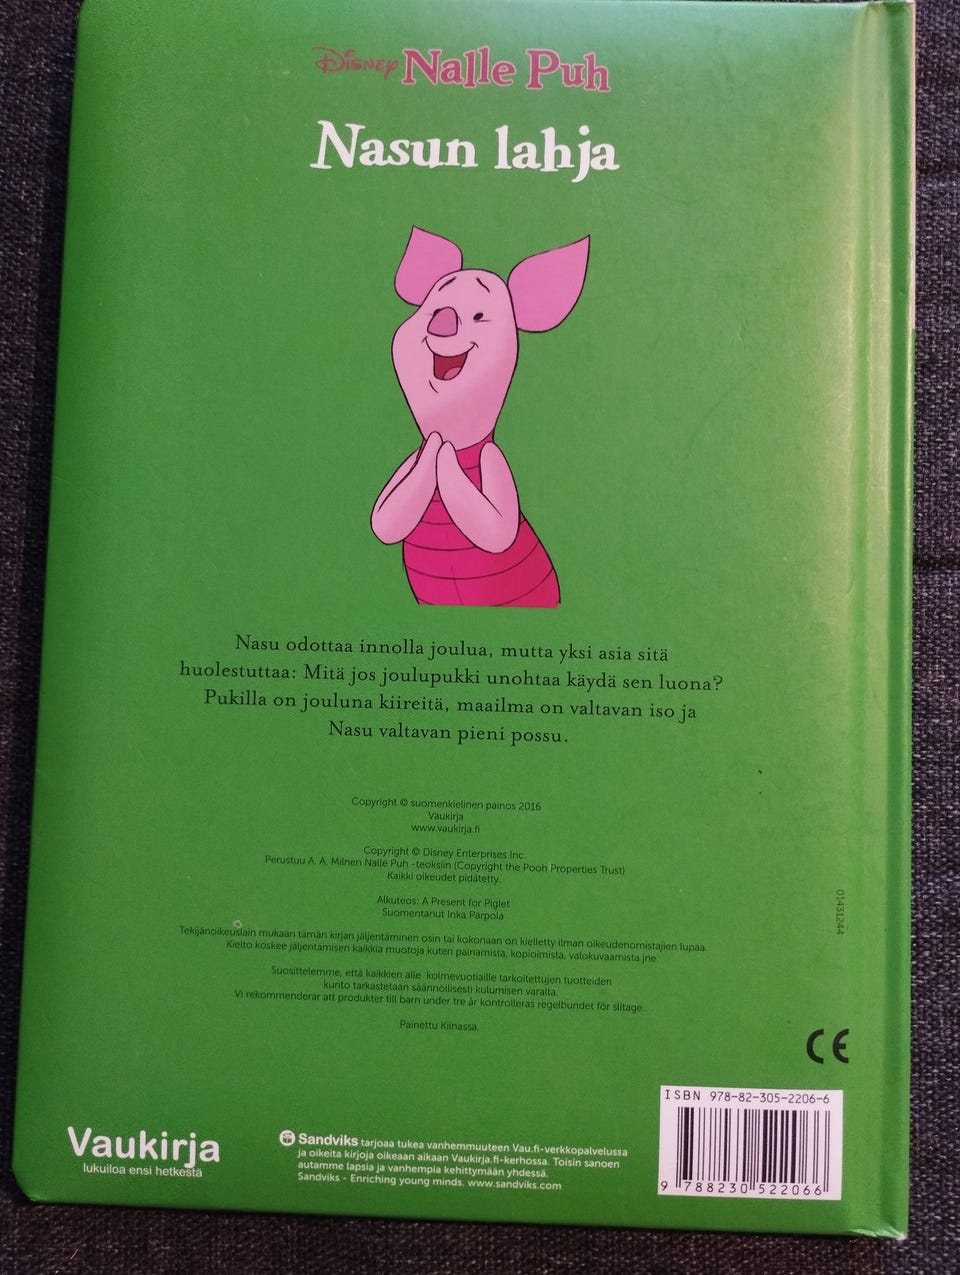 Disney Nalle Puh
Nasun lahja
Nasu odottaa innolla joulua, mutta yksi asia sitä
huolestuttaa: Mitä jos joulupukki unohtaa käydä sen luona?
Pukilla on jouluna kiireitä, maailma on valtavan iso ja
Nasu valtavan pieni possu.
Copyright © suomenkielinen painos 2016
Vaukirja
www.vaukirja.fi
Copyright © Disney Enterprises Inc.
Perustuu A. A. Milnen Nalle Puh -teoksiin (Copyright the Pooh Properties Trust)
Kaikki oikeudet pidätetty.
Alkuteos: A Present for Piglet
Suomentanut Inka Parpola
01431244
Tekijänoikeuslain mukaan tämän kirjan jäljentäminen osin tai kokonaan on kielletty ilman oikeudenomistajien lupaa.
Kielto koskee jäljentämisen kaikkia muotoja kuten painamista, kopioimista, valokuvaamista jne.
Suosittelemme, että kaikkien alle kolmevuotiaille tarkoitettujen tuotteiden
kunto tarkastetaan säännöllisesti kulumisen varalta.
Vi rekommenderar att produkter till barn under tre år kontrolleras regelbundet för slitage..
Painettu Kiinassa.
CE
ISBN 978-82-305-2206-6
9 788230 522066
Vaukirja
lukuiloa ensi hetkestä
Sandviks tarjoaa tukea vanhemmuuteen Vau.fi-verkkopalvelussa
ja oikeita kirjoja oikeaan aikaan Vaukirja.fi-kerhossa. Toisin sanoen
autamme lapsia ja vanhempia kehittymään yhdessä.
Sandviks - Enriching young minds. www.sandviks.com